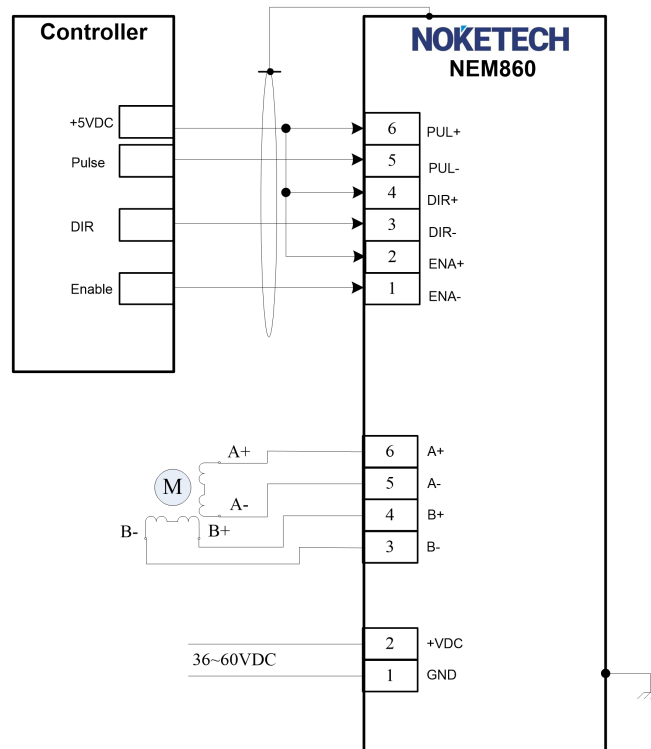 Controller
NOKETECH
NEM860
+5VDC
Pulse
DIR
Enable
6 PUL+
5 PUL-
4 DIR+
3 DIR-
2 ENA+
1 ENA-
A+
A-
B-
B+
M
6 A+
5 A-
4 B+
3 B-
36~60VDC
2 +VDC
1 GND